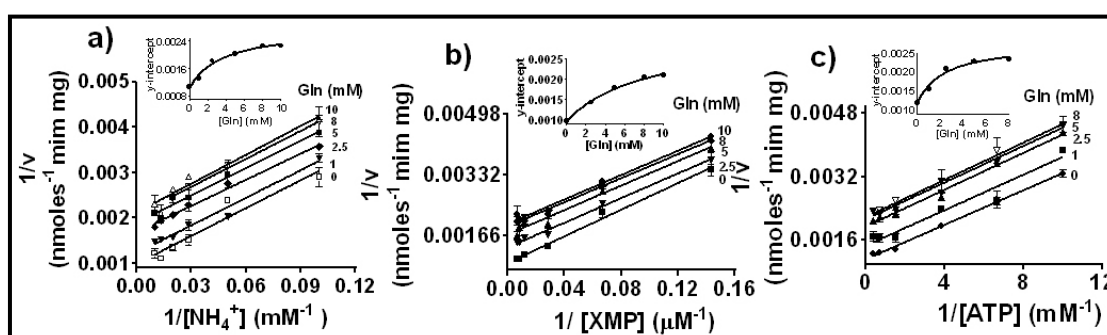 a)
y-intercept
0.0024
0.0016
0.0008
0 2 4 6 8 10
[Gln] (mM)
Gln (mM)
10
8
5
2.5
1
0
1/v
(nmoles⁻¹ mim mg)
0.005
0.004
0.003
0.002
0.001
0.00 0.03 0.06 0.09 0.12
1/[NH₄⁺] (mM⁻¹)
b)
y-intercept
0.0025
0.0020
0.0015
0.0010
0 2 4 6 8 10
[Gln] (mM)
Gln (mM)
10
8
5
2.5
0
1/v
(nmoles⁻¹ mim mg)
0.00498
0.00332
0.00166
0.00 0.04 0.08 0.12 0.16
1/ [XMP] (μM⁻¹)
c)
y-intercept
0.0025
0.0020
0.0015
0.0010
0 2 4 6 8
[Gln] (mM)
Gln (mM)
8
5
2.5
1
0
1/v
(nmoles⁻¹ mim mg)
0.0048
0.0032
0.0016
0 4 8 12
1/[ATP] (mM⁻¹)